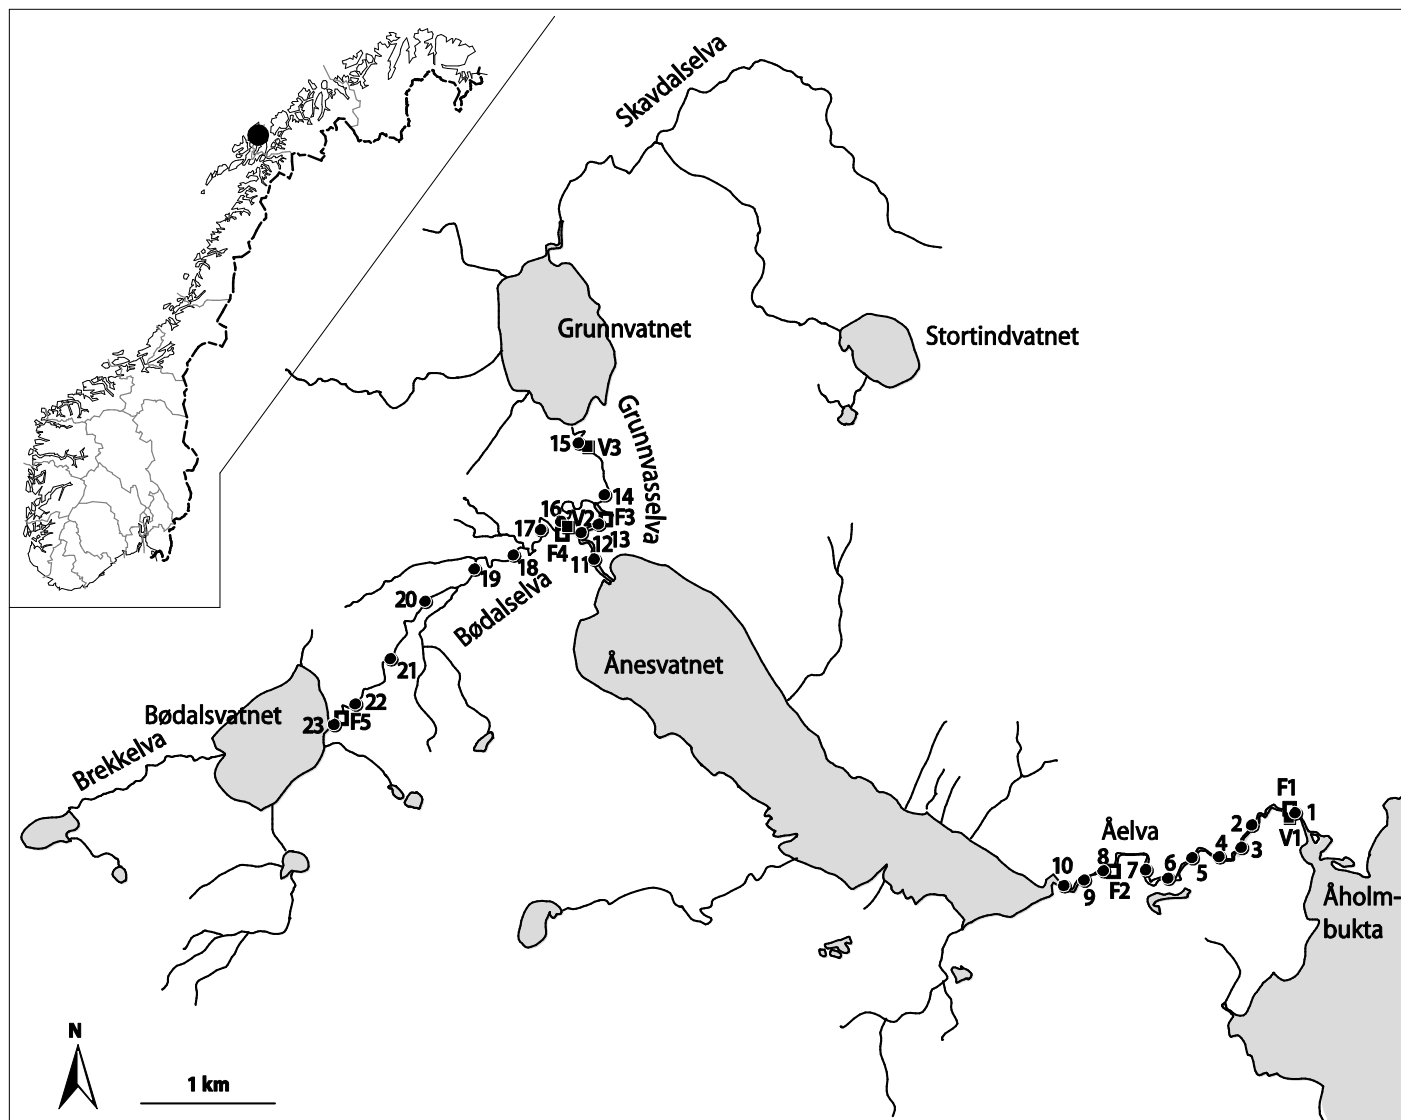 Skavdalselva
Grunnvatnet
Stortindvatnet
Grunnvasselva
15
V3
14
16
V2
F3
17
13
F4
12
18
11
19
20
Bødalselva
21
Ånesvatnet
22
Bødalsvatnet
23
F5
Brekkelva
F1
1
2
V1
Åelva
3
4
8
5
6
7
10
F2
9
Åholm-
bukta
N
1 km